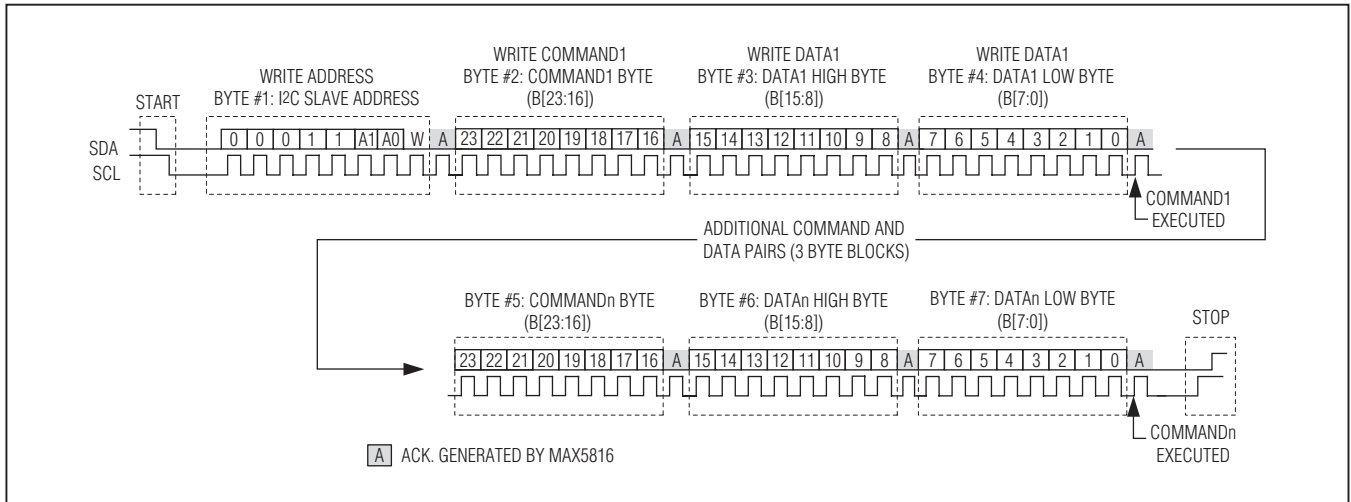 WRITE ADDRESS
BYTE #1: I²C SLAVE ADDRESS
WRITE COMMAND1
BYTE #2: COMMAND1 BYTE
(B[23:16])
WRITE DATA1
BYTE #3: DATA1 HIGH BYTE
(B[15:8])
WRITE DATA1
BYTE #4: DATA1 LOW BYTE
(B[7:0])
START
SDA
SCL
0 0 0 1 1 A1 A0 W A 23 22 21 20 19 18 17 16 A 15 14 13 12 11 10 9 8 A 7 6 5 4 3 2 1 0 A
COMMAND1
EXECUTED
ADDITIONAL COMMAND AND
DATA PAIRS (3 BYTE BLOCKS)
BYTE #5: COMMANDn BYTE
(B[23:16])
BYTE #6: DATAn HIGH BYTE
(B[15:8])
BYTE #7: DATAn LOW BYTE
(B[7:0])
STOP
23 22 21 20 19 18 17 16 A 15 14 13 12 11 10 9 8 A 7 6 5 4 3 2 1 0 A
COMMANDn
EXECUTED
A ACK. GENERATED BY MAX5816